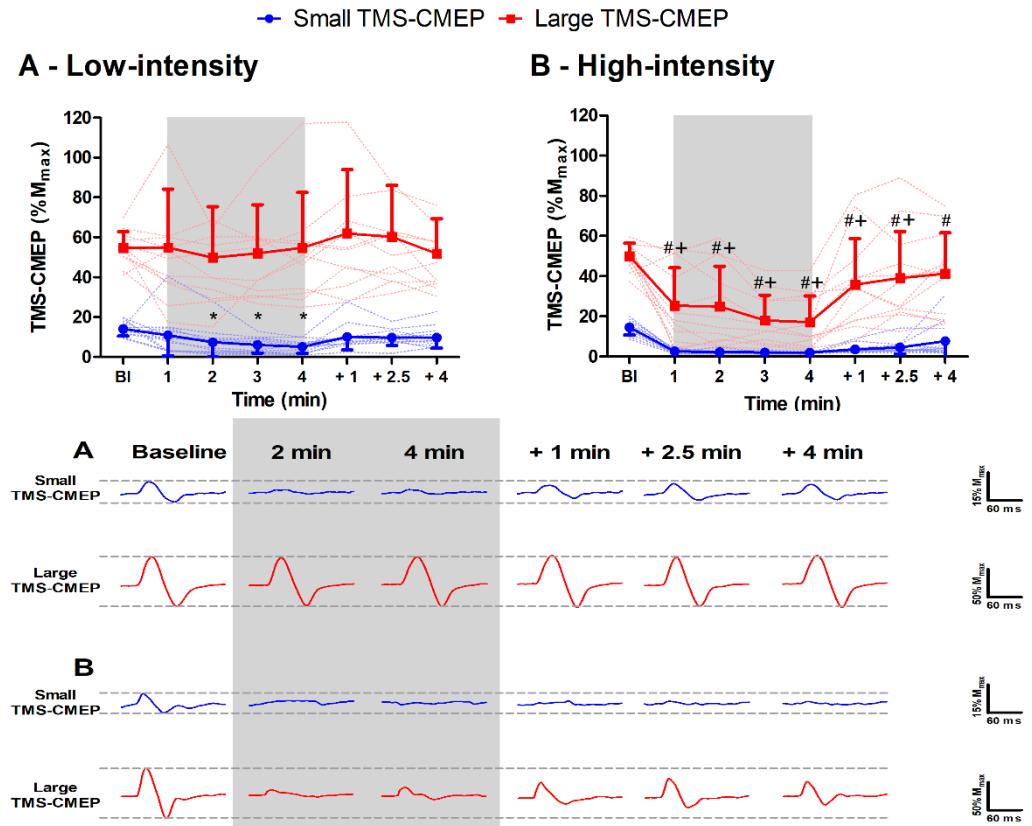 Small TMS-CMEP Large TMS-CMEP
A - Low-intensity
B - High-intensity
TMS-CMEP (%Mmax)
120
100
80
60
40
20
0
* * *
BI 1 2 3 4 + 1 + 2.5 + 4
Time (min)
TMS-CMEP (%Mmax)
120
100
80
60
40
20
0
#+ #+ #+ #+ #+ #+ #
BI 1 2 3 4 + 1 + 2.5 + 4
Time (min)
A Baseline 2 min 4 min + 1 min + 2.5 min + 4 min
Small
TMS-CMEP
15% Mmax
60 ms
Large
TMS-CMEP
50% Mmax
60 ms
B
Small
TMS-CMEP
15% Mmax
60 ms
Large
TMS-CMEP
50% Mmax
60 ms